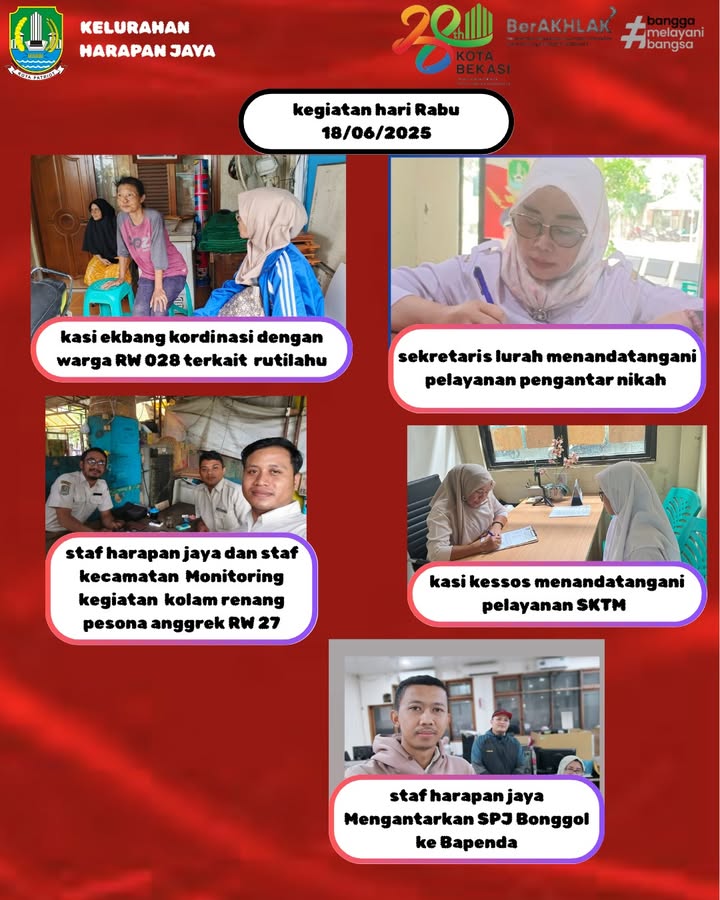 KELURAHAN
HARAPAN JAYA
28th
KOTA
BEKASI
BerAKHLAK
#bangga
melayani
bangsa
KOTA PATRIOT
kegiatan hari Rabu
18/06/2025
kasi ekbang kordinasi dengan
warga RW 028 terkait rutilahu
sekretaris lurah menandatangani
pelayanan pengantar nikah
staf harapan jaya dan staf
kecamatan Monitoring
kegiatan kolam renang
pesona anggrek RW 27
kasi kessos menandatangani
pelayanan SKTM
staf harapan jaya
Mengantarkan SPJ Bonggol
ke Bapenda